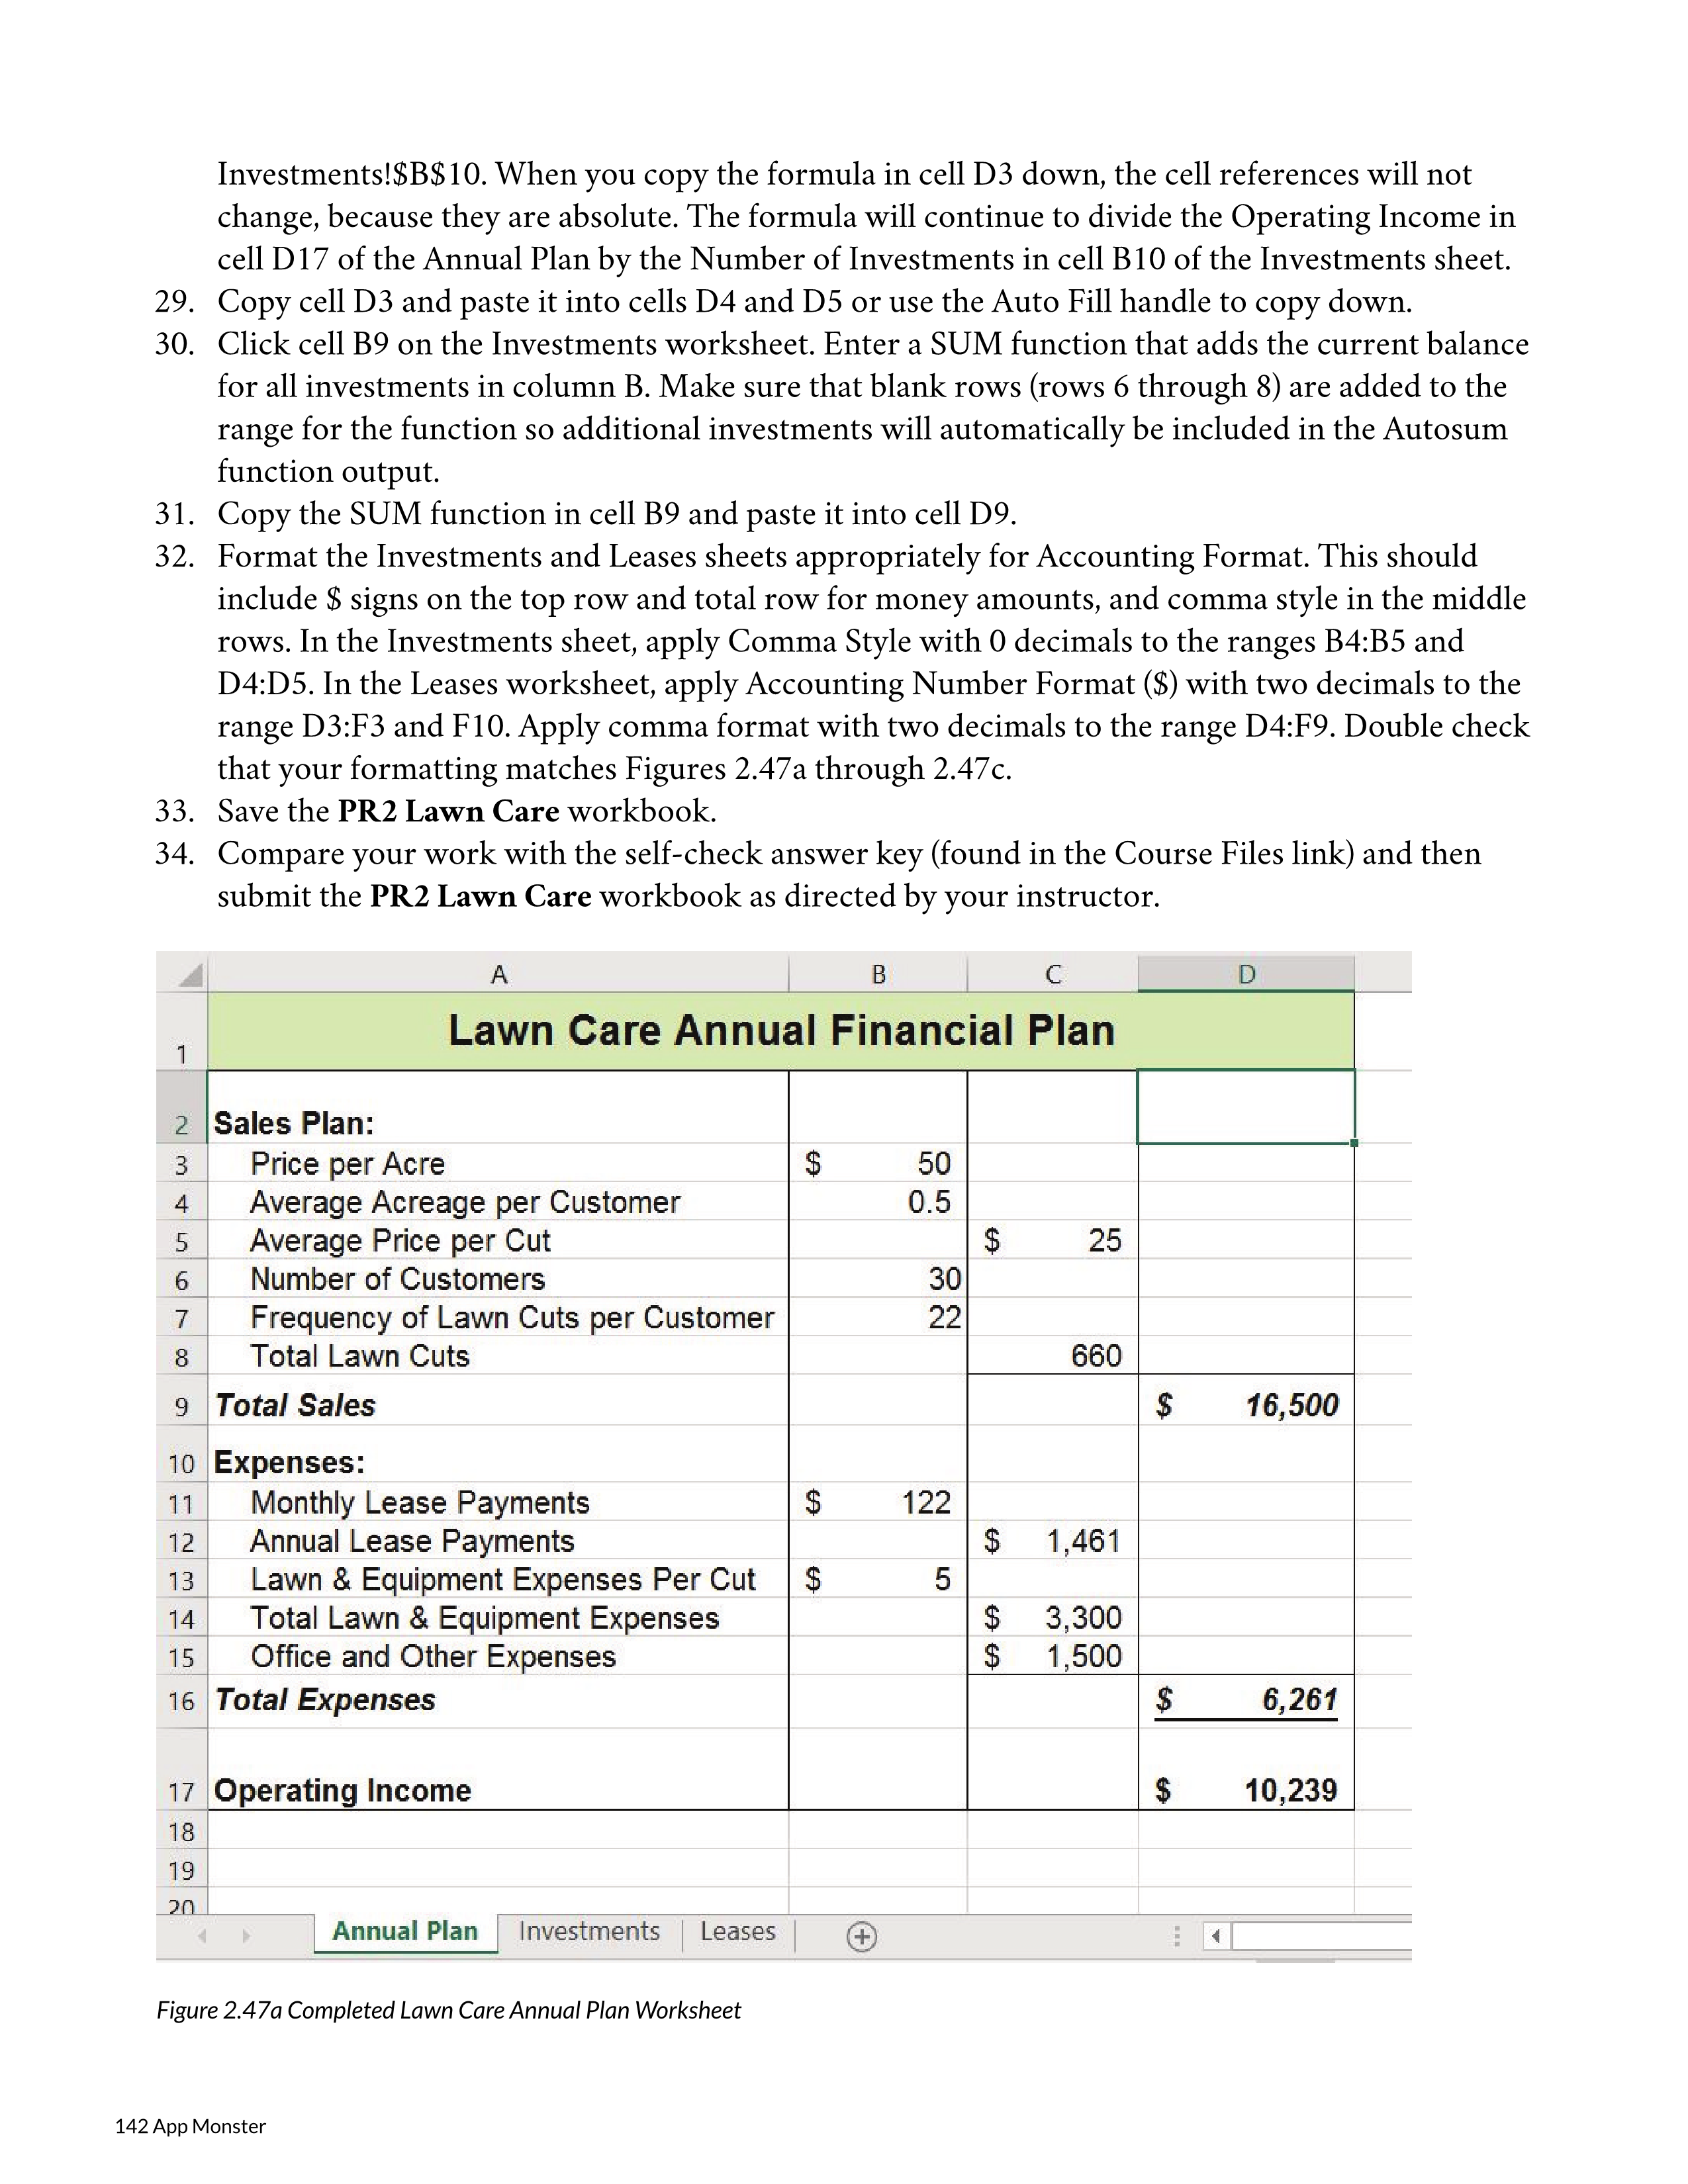 Investments!$B$10. When you copy the formula in cell D3 down, the cell references will not
change, because they are absolute. The formula will continue to divide the Operating Income in
cell D17 of the Annual Plan by the Number of Investments in cell B10 of the Investments sheet.
29. Copy cell D3 and paste it into cells D4 and D5 or use the Auto Fill handle to copy down.
30. Click cell B9 on the Investments worksheet. Enter a SUM function that adds the current balance
for all investments in column B. Make sure that blank rows (rows 6 through 8) are added to the
range for the function so additional investments will automatically be included in the Autosum
function output.
31. Copy the SUM function in cell B9 and paste it into cell D9.
32. Format the Investments and Leases sheets appropriately for Accounting Format. This should
include $ signs on the top row and total row for money amounts, and comma style in the middle
rows. In the Investments sheet, apply Comma Style with 0 decimals to the ranges B4:B5 and
D4:D5. In the Leases worksheet, apply Accounting Number Format ($) with two decimals to the
range D3:F3 and F10. Apply comma format with two decimals to the range D4:F9. Double check
that your formatting matches Figures 2.47a through 2.47c.
33. Save the PR2 Lawn Care workbook.
34. Compare your work with the self-check answer key (found in the Course Files link) and then
submit the PR2 Lawn Care workbook as directed by your instructor.
A B C D
1 Lawn Care Annual Financial Plan
2 Sales Plan:
3 Price per Acre $ 50
4 Average Acreage per Customer 0.5
5 Average Price per Cut $ 25
6 Number of Customers 30
7 Frequency of Lawn Cuts per Customer 22
8 Total Lawn Cuts 660
9 Total Sales $ 16,500
10 Expenses:
11 Monthly Lease Payments $ 122
12 Annual Lease Payments $ 1,461
13 Lawn & Equipment Expenses Per Cut $ 5
14 Total Lawn & Equipment Expenses $ 3,300
15 Office and Other Expenses $ 1,500
16 Total Expenses $ 6,261
17 Operating Income $ 10,239
18
19
20
Annual Plan Investments Leases
Figure 2.47a Completed Lawn Care Annual Plan Worksheet
142 App Monster